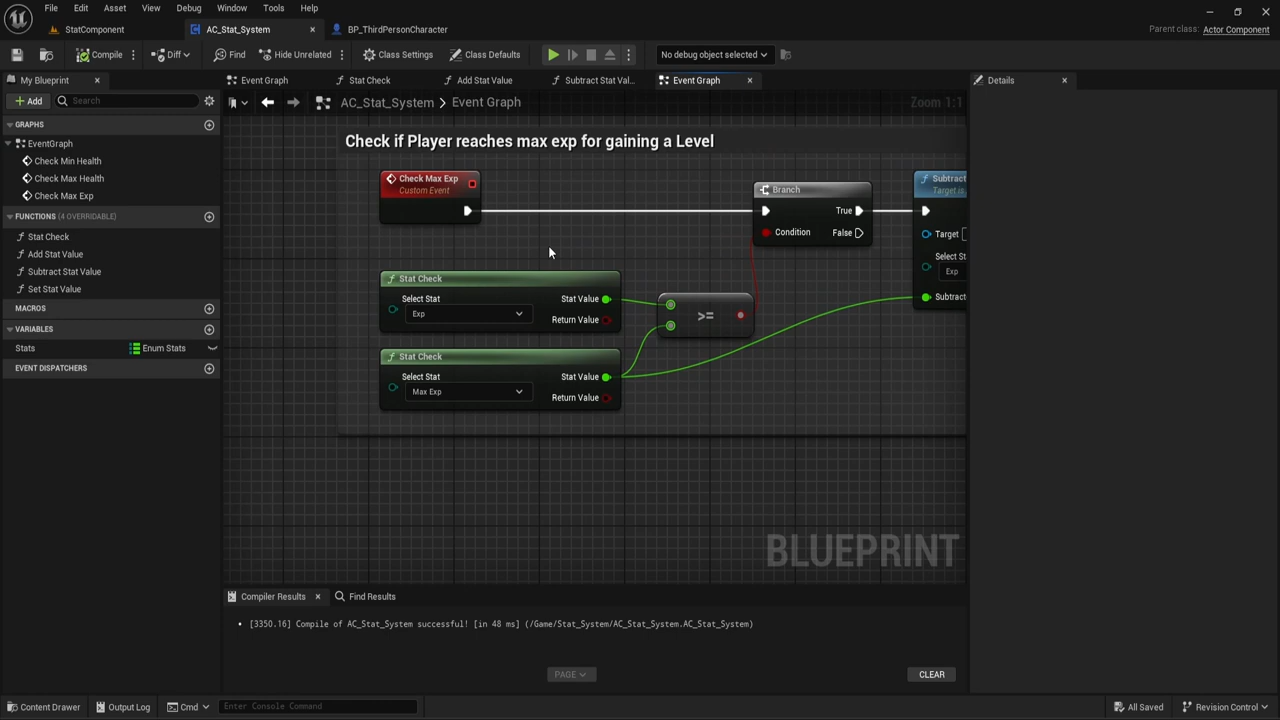 File Edit Asset View Debug Window Tools Help
StatComponent AC_Stat_System BP_ThirdPersonCharacter
Parent class: Actor Component
Compile Diff Find Hide Unrelated Class Settings Class Defaults No debug object selected
My Blueprint
Event Graph Stat Check Add Stat Value Subtract Stat Val... Event Graph
Details
Add Search
AC_Stat_System > Event Graph
Zoom 1:1
GRAPHS
EventGraph
Check Min Health
Check Max Health
Check Max Exp
FUNCTIONS (4 OVERRIDABLE)
Stat Check
Add Stat Value
Subtract Stat Value
Set Stat Value
MACROS
VARIABLES
Stats Enum Stats
EVENT DISPATCHERS
Check if Player reaches max exp for gaining a Level
Check Max Exp
Custom Event
Branch
True
Condition False
Subtract
Target is
Target
Select St
Exp
Subtract
Stat Check
Select Stat Stat Value
Exp
Return Value
>=
Stat Check
Select Stat Stat Value
Max Exp
Return Value
BLUEPRINT
Compiler Results Find Results
• [3350.16] Compile of AC_Stat_System successful! [in 48 ms] (/Game/Stat_System/AC_Stat_System.AC_Stat_System)
PAGE CLEAR
Content Drawer Output Log Cmd Enter Console Command All Saved Revision Control